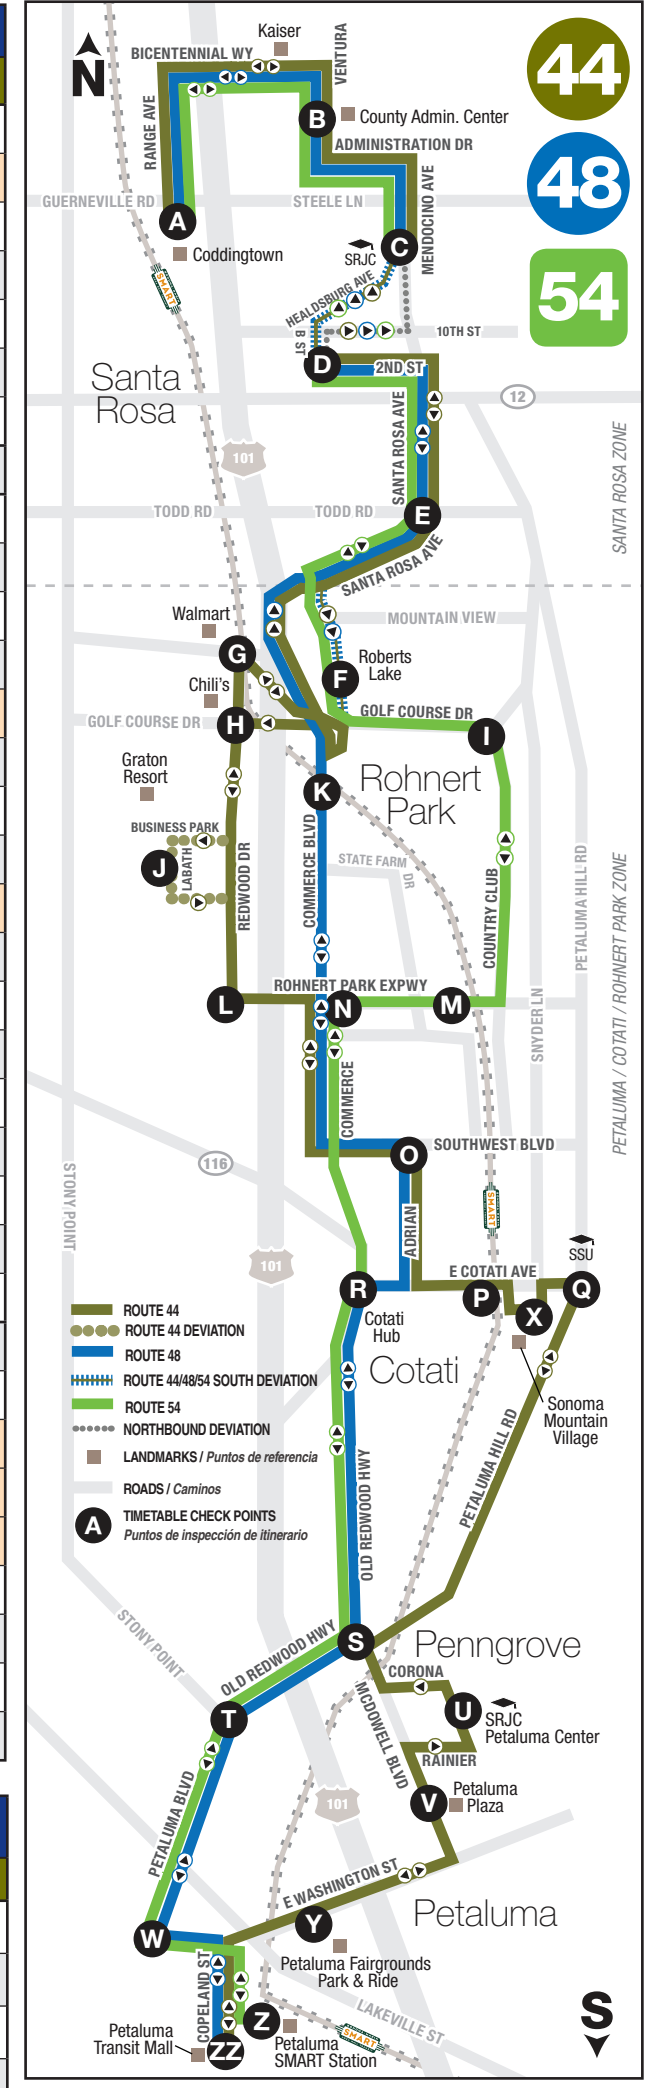 Kaiser
44
N
BICENTENNIAL WY
VENTURA
RANGE AVE
B
County Admin. Center
ADMINISTRATION DR
48
GUERNEVILLE RD
STEELE LN
MENDOCINO AVE
A
Coddingtown
C
SRJC
SMART
HEALDSBURG AVE
54
B ST
10TH ST
D
2ND ST
Santa
Rosa
12
SANTA ROSA AVE
101
SANTA ROSA ZONE
TODD RD
TODD RD
E
SANTA ROSA AVE
Walmart
MOUNTAIN VIEW
G
Roberts
Lake
F
Chili's
GOLF COURSE DR
H
GOLF COURSE DR
I
Graton
Resort
Rohnert
Park
K
BUSINESS PARK
J
LABATH
REDWOOD DR
COMMERCE BLVD
STATE FARM
DR
COUNTRY CLUB
PETALUMA HILL RD
PETALUMA / COTATI / ROHNERT PARK ZONE
ROHNERT PARK EXPWY
L
N
M
SNYDER LN
COMMERCE
SOUTHWEST BLVD
O
116
STONY POINT
SMART
ADRIAN
101
SSU
E COTATI AVE
R
P
X
Q
Cotati
Hub
ROUTE 44
ROUTE 44 DEVIATION
ROUTE 48
ROUTE 44/48/54 SOUTH DEVIATION
ROUTE 54
NORTHBOUND DEVIATION
LANDMARKS / Puntos de referencia
ROADS / Caminos
A
TIMETABLE CHECK POINTS
Puntos de inspección de itinerario
Cotati
Sonoma
Mountain
Village
PETALUMA HILL RD
OLD REDWOOD HWY
STONY POINT
OLD REDWOOD HWY
S
Penngrove
CORONA
T
MCDOWELL BLVD
U
SRJC
Petaluma Center
RAINIER
PETALUMA BLVD
101
V
Petaluma
Plaza
E WASHINGTON ST
Petaluma
W
Y
Petaluma Fairgrounds
Park & Ride
COPELAND ST
LAKEVILLE ST
S
Z
Petaluma
Transit Mall
ZZ
Petaluma
SMART Station
SMART